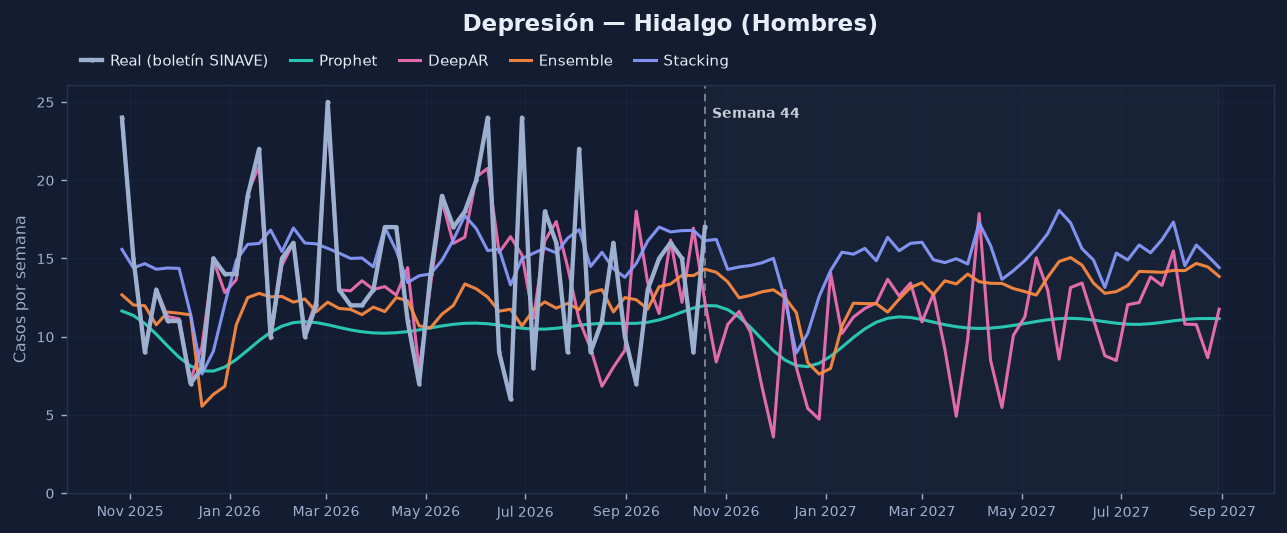 Depresión — Hidalgo (Hombres)
Real (boletín SINAVE) Prophet DeepAR Ensemble Stacking
Semana 44
Casos por semana
25
20
15
10
5
0
Nov 2025 Jan 2026 Mar 2026 May 2026 Jul 2026 Sep 2026 Nov 2026 Jan 2027 Mar 2027 May 2027 Jul 2027 Sep 2027